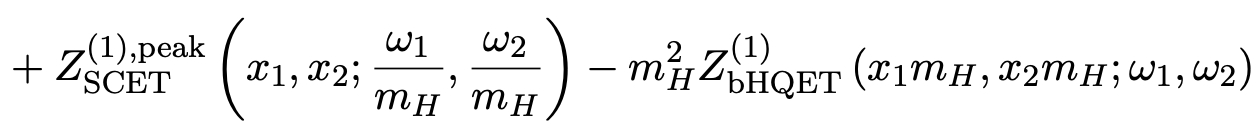 + Z_{\mathrm{SCET}}^{(1),\mathrm{peak}} \left( x_1, x_2; \frac{\omega_1}{m_H}, \frac{\omega_2}{m_H} \right) - m_H^2 Z_{\mathrm{bHQET}}^{(1)} \left( x_1 m_H, x_2 m_H; \omega_1, \omega_2 \right)